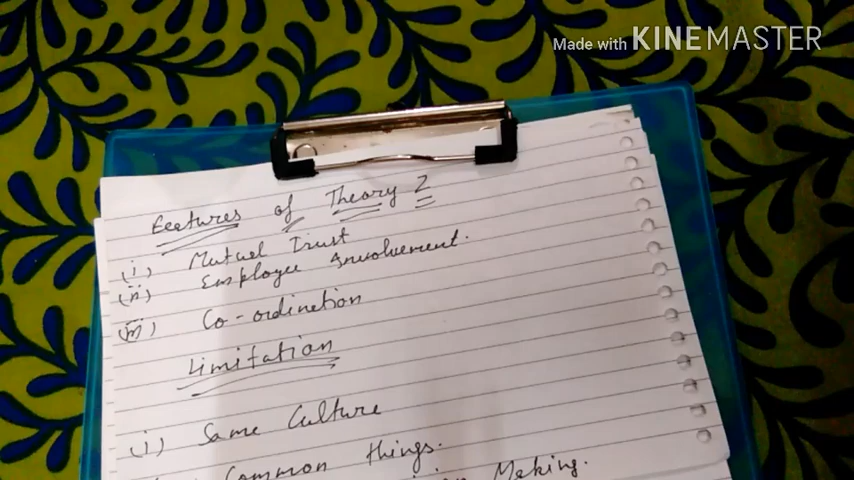 Made with KINEMASTER
Features of Theory Z
(i) Mutual Trust
(ii) Employee Involvement.
(iii) Co-ordination
Limitation
(i) Same Culture
Common things.
Making.